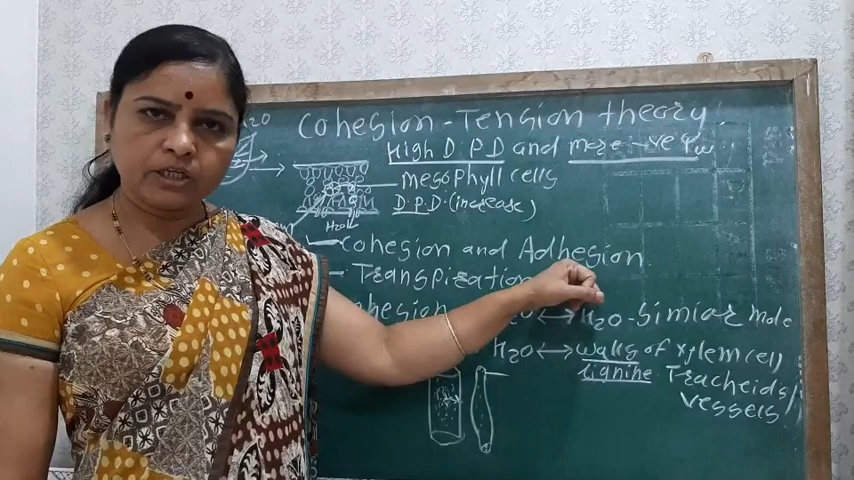 Cohesion-Tension theory
H2O
High D P D and max -ve ψw
Mesophyll cells
D.P.D. (increase)
H2O
Cohesion and Adhesion
Transpiration
Cohesion
H2O - similar mole
H2O ↔ walls of xylem cell
lignine
Tracheids
Vessels